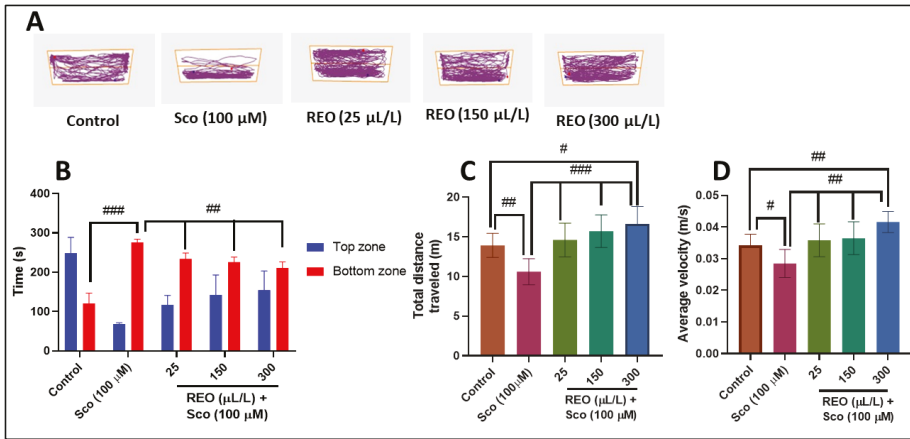 A
Control
Sco (100 µM)
REO (25 µL/L)
REO (150 µL/L)
REO (300 µL/L)
B
400
300
200
100
0
Time (s)
###
##
Control
Sco (100 µM)
25
150
300
REO (µL/L) +
Sco (100 µM)
Top zone
Bottom zone
C
20
15
10
5
0
Total distance
traveled (m)
#
##
###
Control
Sco (100µM)
25
150
300
REO (µL/L) +
Sco (100 µM)
D
0.05
0.04
0.03
0.02
0.01
0.00
Average velocity (m/s)
##
#
##
Control
Sco (100 µM)
25
150
300
REO (µL/L) +
Sco (100 µM)